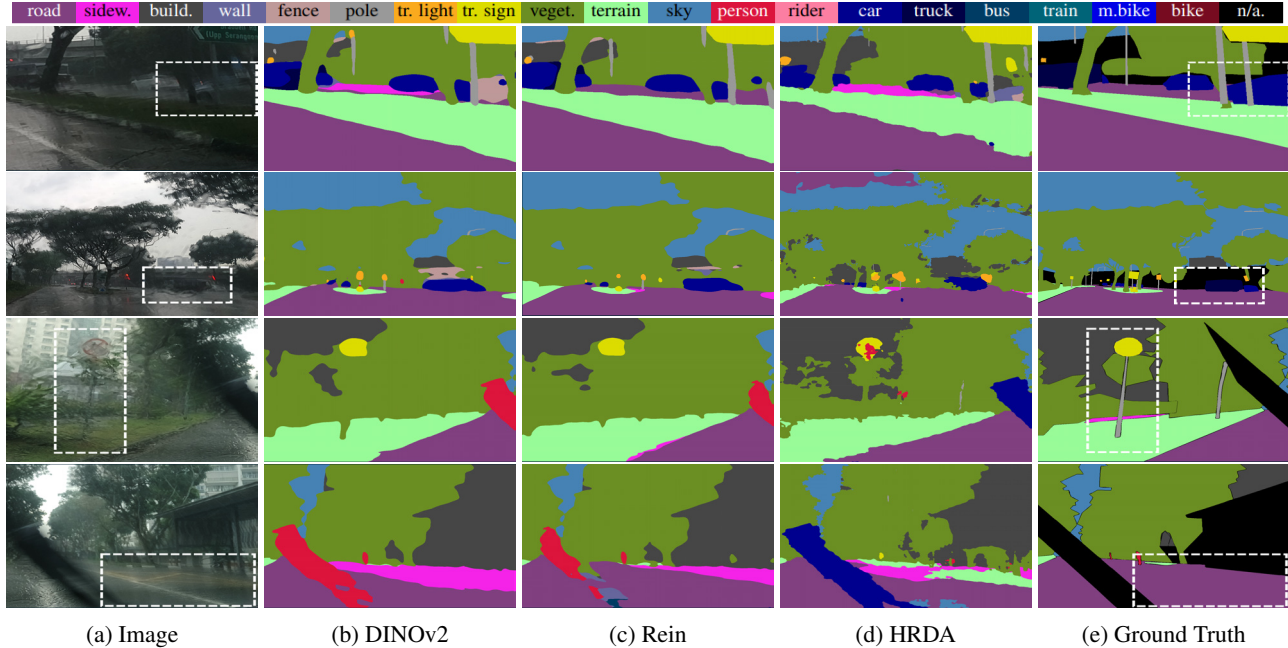 road sidew. build. wall fence pole tr. light tr. sign veget. terrain sky person rider car truck bus train m.bike bike n/a.
(a) Image (b) DINOv2 (c) Rein (d) HRDA (e) Ground Truth